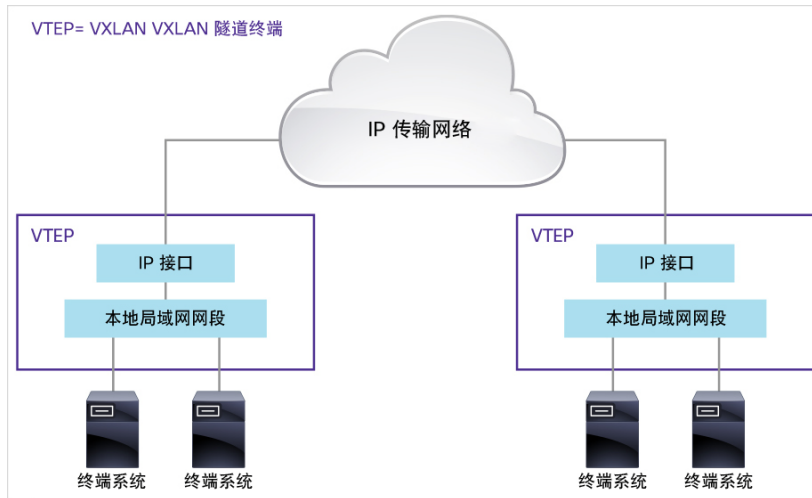 VTEP= VXLAN VXLAN 隧道终端
IP 传输网络
VTEP
IP 接口
本地局域网网段
终端系统
终端系统
VTEP
IP 接口
本地局域网网段
终端系统
终端系统